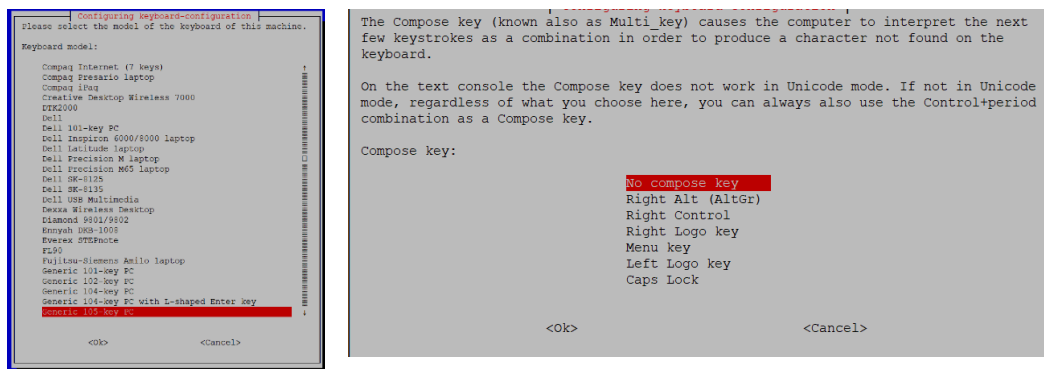 Configuring keyboard-configuration
Please select the model of the keyboard of this machine.
Keyboard model:
Compaq Internet (7 keys)
Compaq Presario laptop
Compaq iPaq
Creative Desktop Wireless 7000
DTK2000
Dell
Dell 101-key PC
Dell Inspiron 6000/8000 laptop
Dell Latitude laptop
Dell Precision M laptop
Dell Precision M65 laptop
Dell SK-8125
Dell SK-8135
Dell USB Multimedia
Dexxa Wireless Desktop
Diamond 9801/9802
Ennyah DKB-1008
Everex STEPnote
FL90
Fujitsu-Siemens Amilo laptop
Generic 101-key PC
Generic 102-key PC
Generic 104-key PC
Generic 104-key PC with L-shaped Enter key
Generic 105-key PC
<Ok> <Cancel>
The Compose key (known also as Multi_key) causes the computer to interpret the next
few keystrokes as a combination in order to produce a character not found on the
keyboard.
On the text console the Compose key does not work in Unicode mode. If not in Unicode
mode, regardless of what you choose here, you can always also use the Control+period
combination as a Compose key.
Compose key:
No compose key
Right Alt (AltGr)
Right Control
Right Logo key
Menu key
Left Logo key
Caps Lock
<Ok> <Cancel>